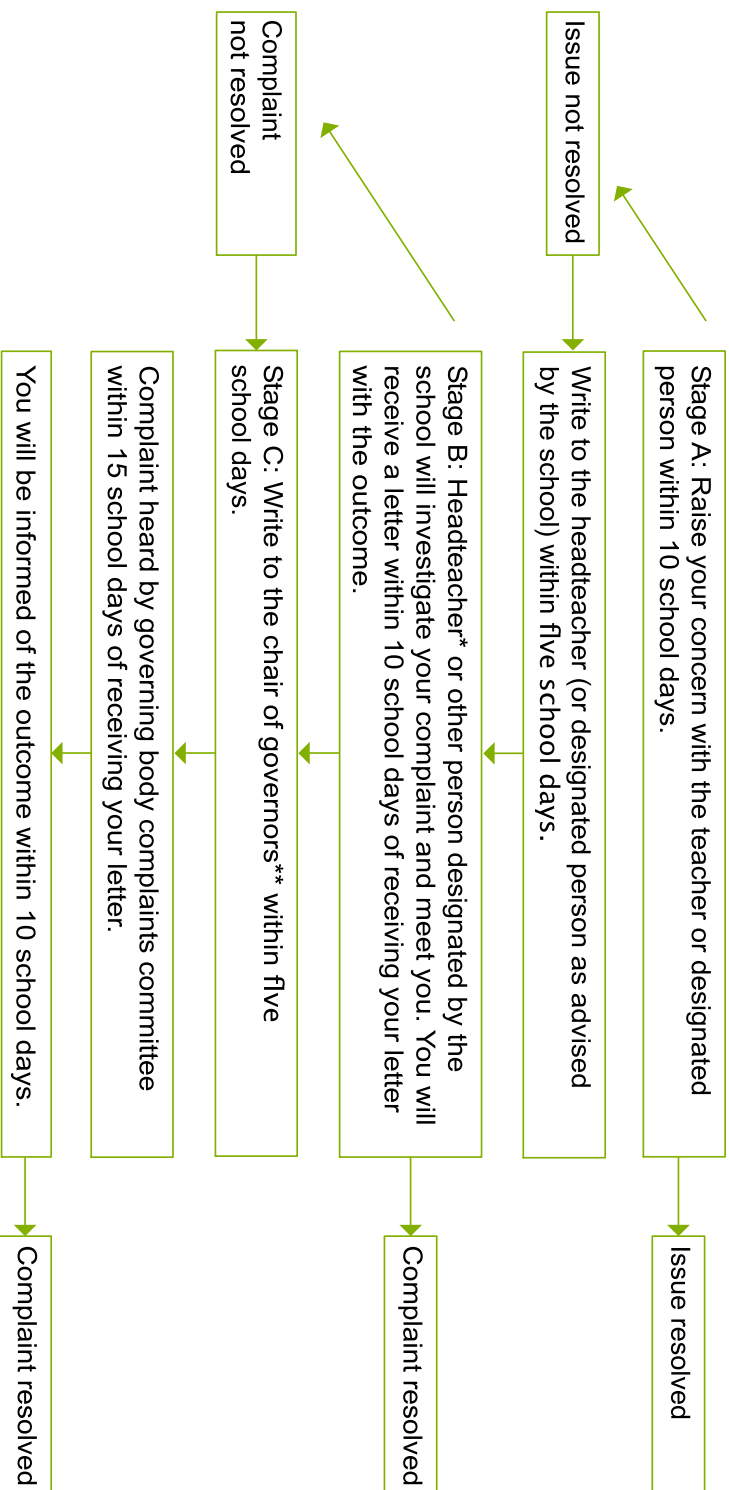 Stage A: Raise your concern with the teacher or designated
person within 10 school days.
Issue resolved
Issue not resolved
Write to the headteacher (or designated person as advised
by the school) within five school days.
Stage B: Headteacher* or other person designated by the
school will investigate your complaint and meet you. You will
receive a letter within 10 school days of receiving your letter
with the outcome.
Complaint resolved
Complaint
not resolved
Stage C: Write to the chair of governors** within five
school days.
Complaint heard by governing body complaints committee
within 15 school days of receiving your letter.
You will be informed of the outcome within 10 school days.
Complaint resolved